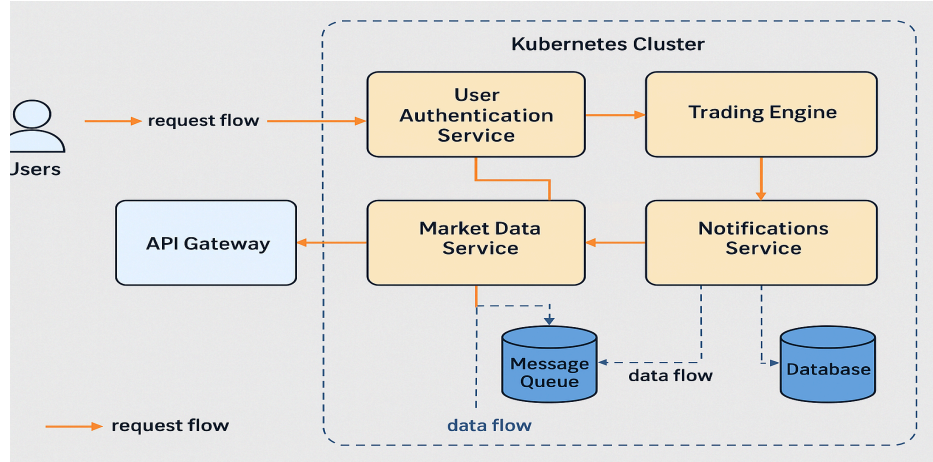 Kubernetes Cluster
User
Authentication
Service
Trading Engine
request flow
Users
API Gateway
Market Data
Service
Notifications
Service
Message
Queue
data flow
Database
data flow
request flow